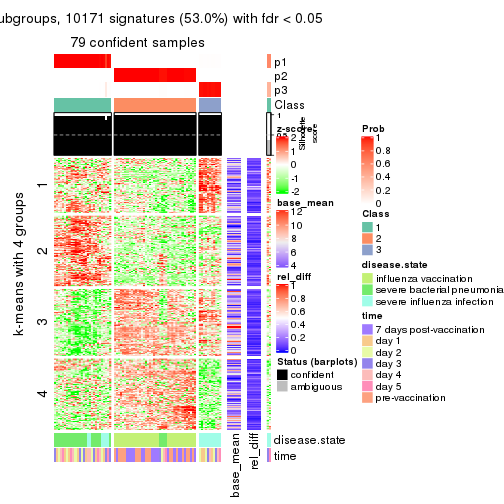 ubgroups, 10171 signatures (53.0%) with fdr < 0.05
79 confident samples
p1
p2
p3
Class
1
Silhouette
score
z-score
2
1
0
-1
-2
base_mean
12
10
8
6
4
rel_diff
1
0.8
0.6
0.4
0.2
0
Status (barplots)
confident
ambiguous
Prob
1
0.8
0.6
0.4
0.2
0
Class
1
2
3
disease.state
influenza vaccination
severe bacterial pneumonia
severe influenza infection
time
7 days post-vaccination
day 1
day 2
day 3
day 4
day 5
pre-vaccination
k-means with 4 groups
1
2
3
4
disease.state
time
base_mean
rel_diff